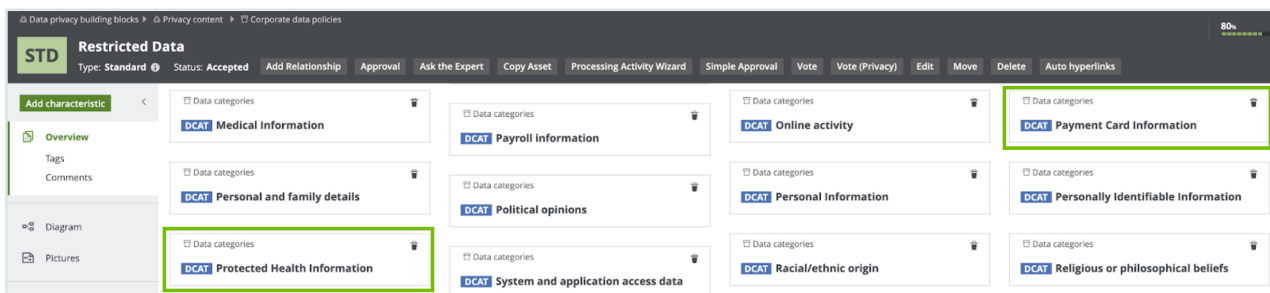 Data privacy building blocks Privacy content Corporate data policies
80%
STD
Restricted Data
Type: Standard Status: Accepted Add Relationship Approval Ask the Expert Copy Asset Processing Activity Wizard Simple Approval Vote Vote (Privacy) Edit Move Delete Auto hyperlinks
Add characteristic <
Overview
Tags
Comments
Diagram
Pictures
Data categories
DCAT Medical Information
Data categories
DCAT Payroll information
Data categories
DCAT Online activity
Data categories
DCAT Payment Card Information
Data categories
DCAT Personal and family details
Data categories
DCAT Political opinions
Data categories
DCAT Personal Information
Data categories
DCAT Personally Identifiable Information
Data categories
DCAT Protected Health Information
Data categories
DCAT System and application access data
Data categories
DCAT Racial/ethnic origin
Data categories
DCAT Religious or philosophical beliefs